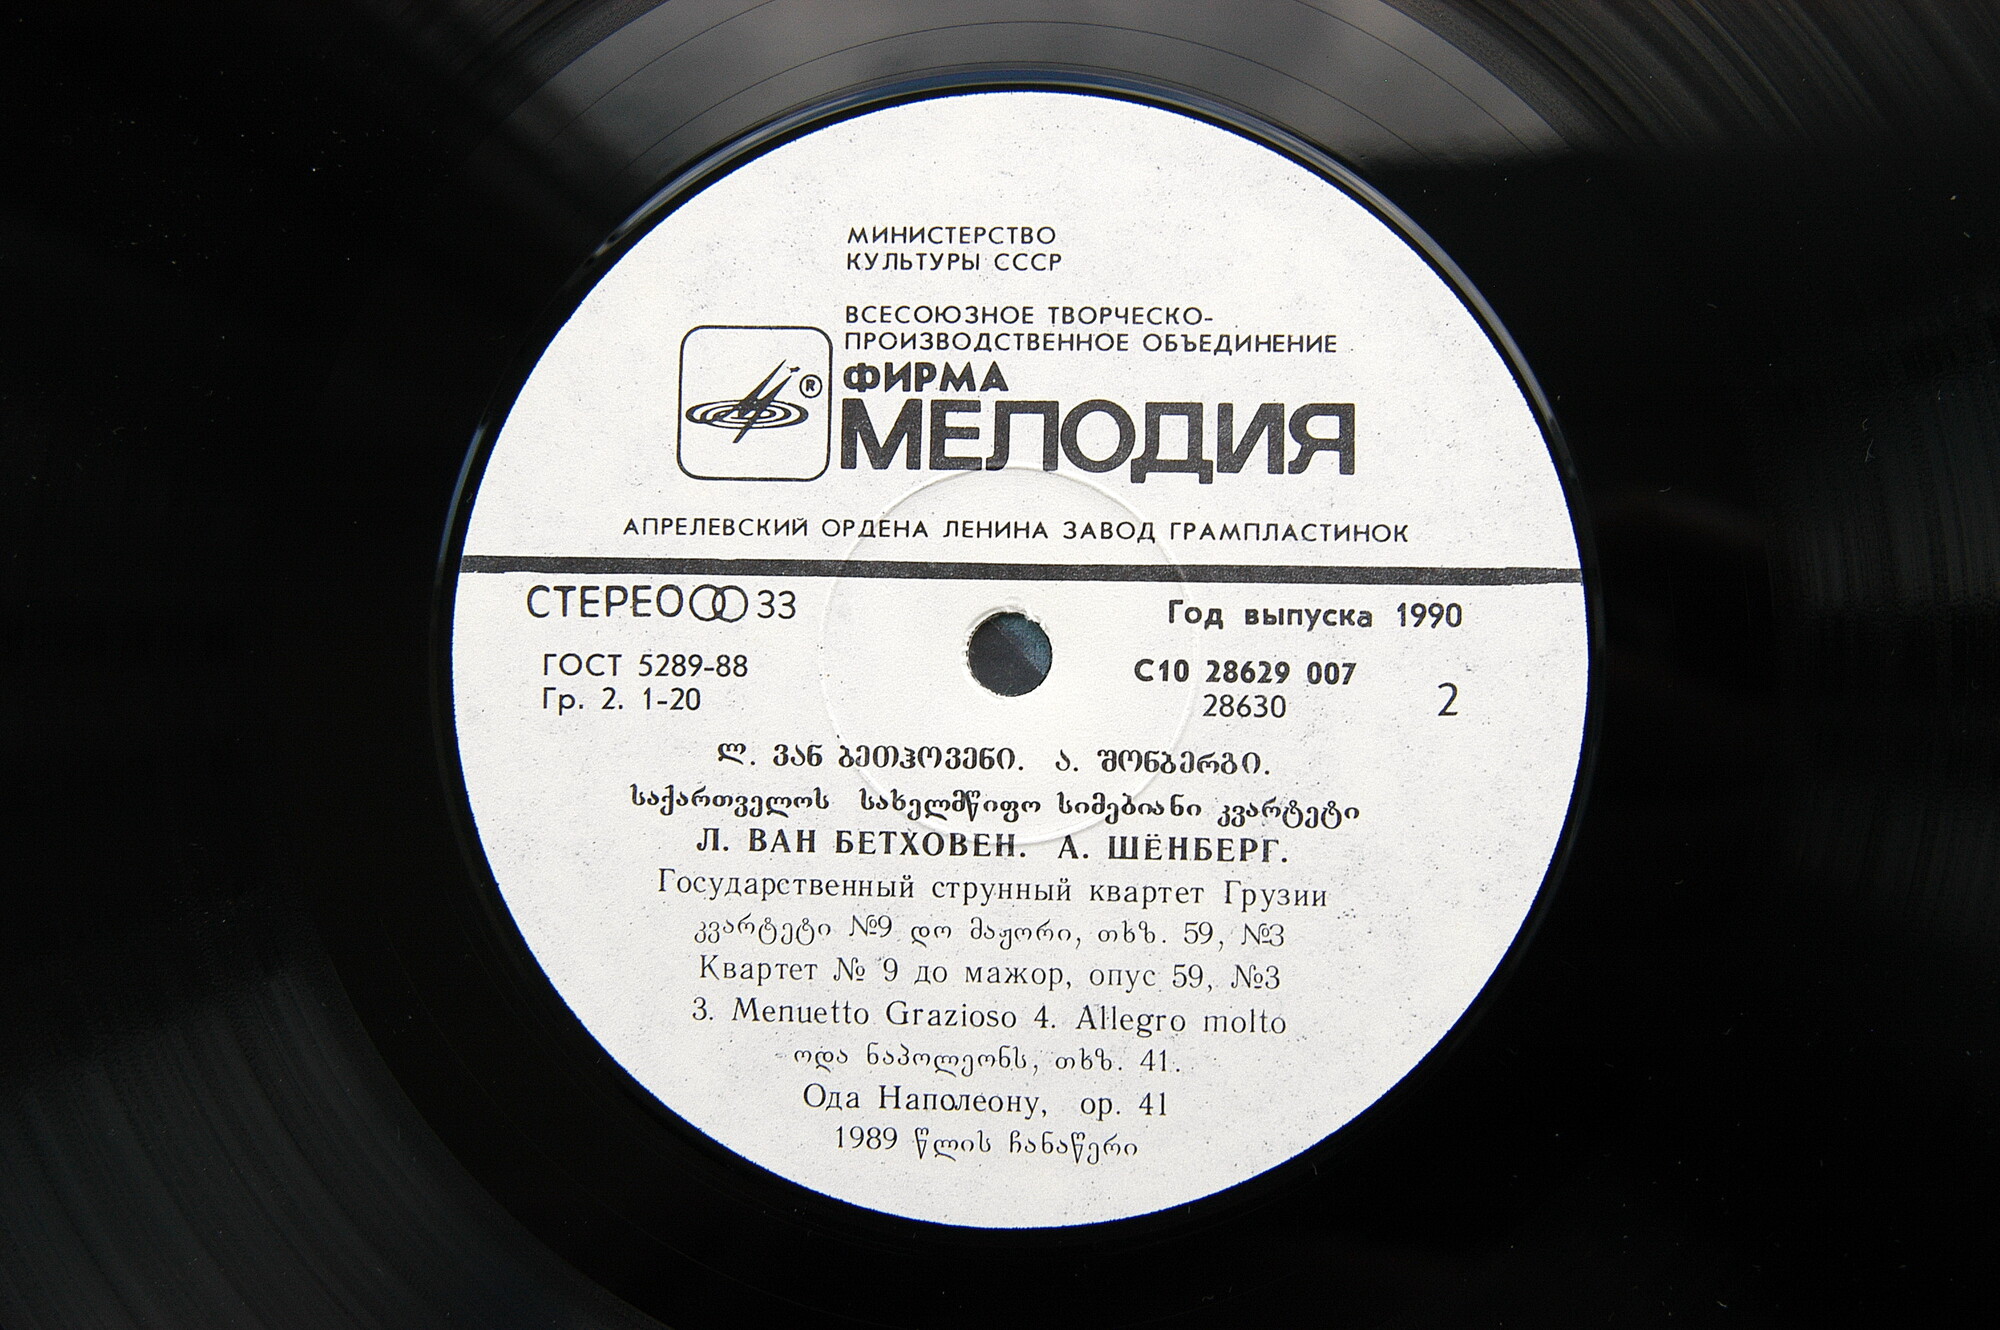 МИНИСТЕРСТВО
КУЛЬТУРЫ СССР
ВСЕСОЮЗНОЕ ТВОРЧЕСКО-
ПРОИЗВОДСТВЕННОЕ ОБЪЕДИНЕНИЕ
®
ФИРМА
МЕЛОДИЯ
АПРЕЛЕВСКИЙ ОРДЕНА ЛЕНИНА ЗАВОД ГРАМПЛАСТИНОК
СТЕРЕО 33
Год выпуска 1990
ГОСТ 5289-88
Гр. 2. 1-20
С10 28629 007
28630
2
ლ. ვან ბეთჰოვენი. ა. შონბერგი.
საქართველოს სახელმწიფო სიმებიანი კვარტეტი
Л. ВАН БЕТХОВЕН. А. ШЁНБЕРГ.
Государственный струнный квартет Грузии
კვარტეტი №9 დო მაჟორი, თხზ. 59, №3
Квартет № 9 до мажор, опус 59, №3
3. Menuetto Grazioso 4. Allegro molto
ოდა ნაპოლეონს, თხზ. 41.
Ода Наполеону, ор. 41
1989 წლის ჩანაწერი